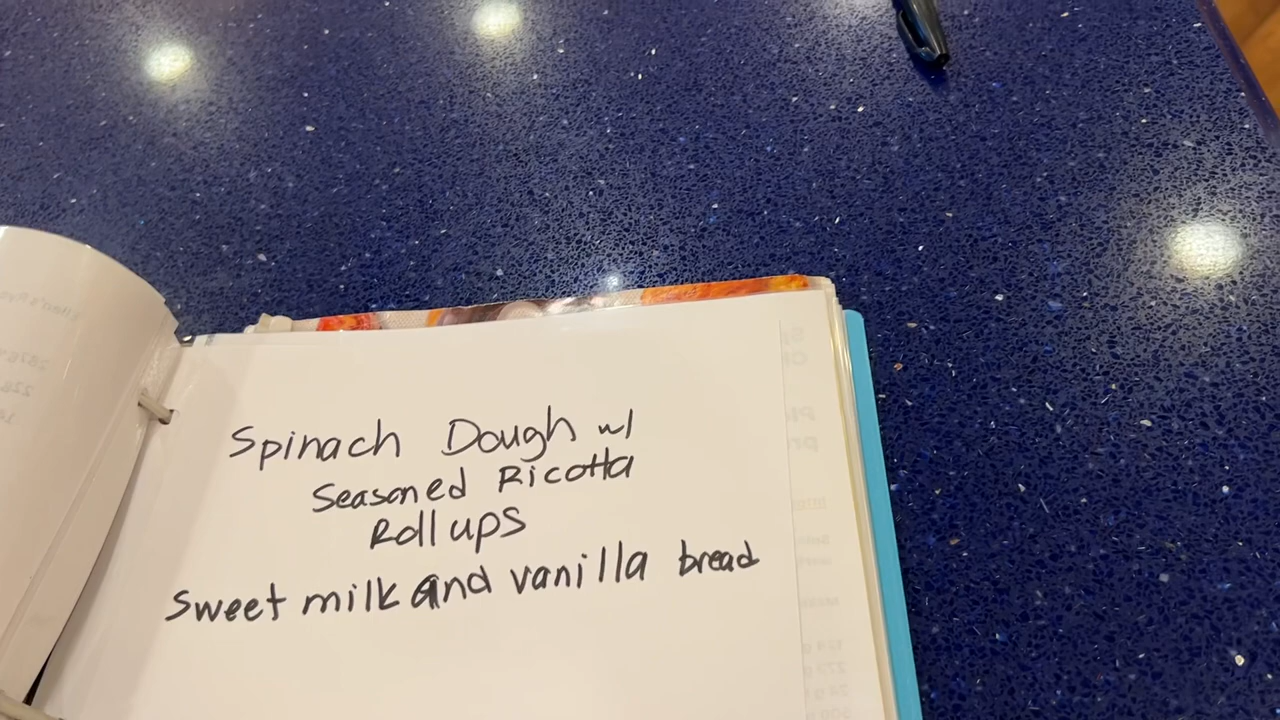 Spinach Dough w/
Seasoned Ricotta
Roll ups
Sweet milk and vanilla bread